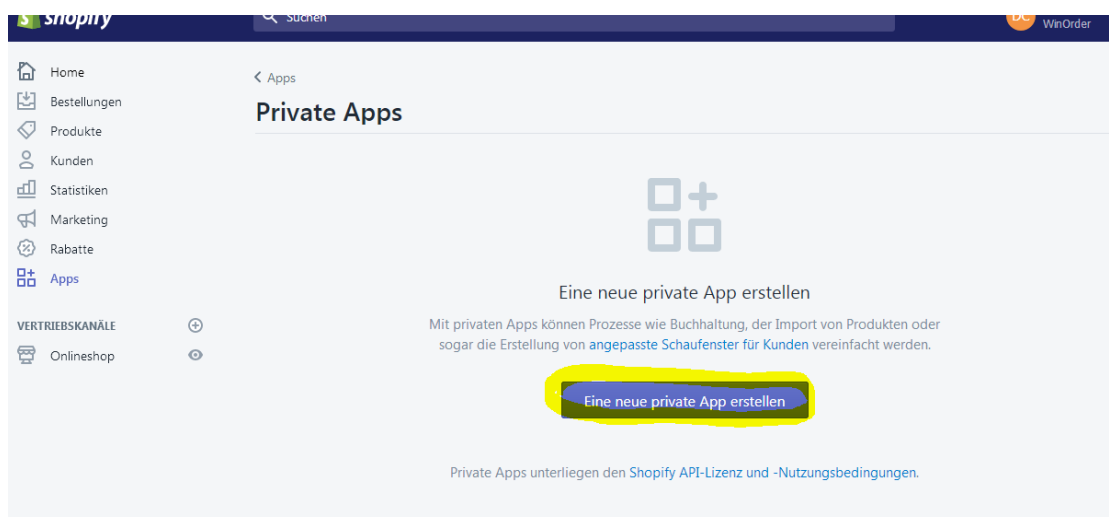 shopify
Suchen
DC
WinOrder
Home
Bestellungen
Produkte
Kunden
Statistiken
Marketing
Rabatte
Apps
VERTRIEBSKANÄLE
Onlineshop
Apps
Private Apps
Eine neue private App erstellen
Mit privaten Apps können Prozesse wie Buchhaltung, der Import von Produkten oder
sogar die Erstellung von angepasste Schaufenster für Kunden vereinfacht werden.
Eine neue private App erstellen
Private Apps unterliegen den Shopify API-Lizenz und -Nutzungsbedingungen.